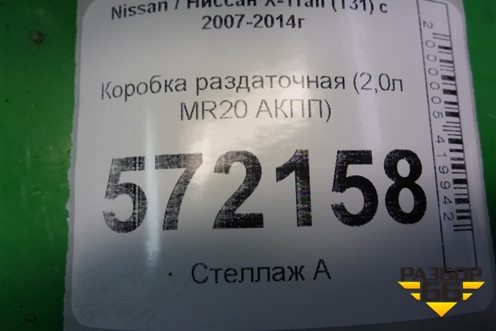 Nissan / Ниссан X-Trail (T31) с
2007-2014г
Коробка раздаточная (2,0л
MR20 АКПП)
572158
Стеллаж А
2000005419942
РАЗБОР
66